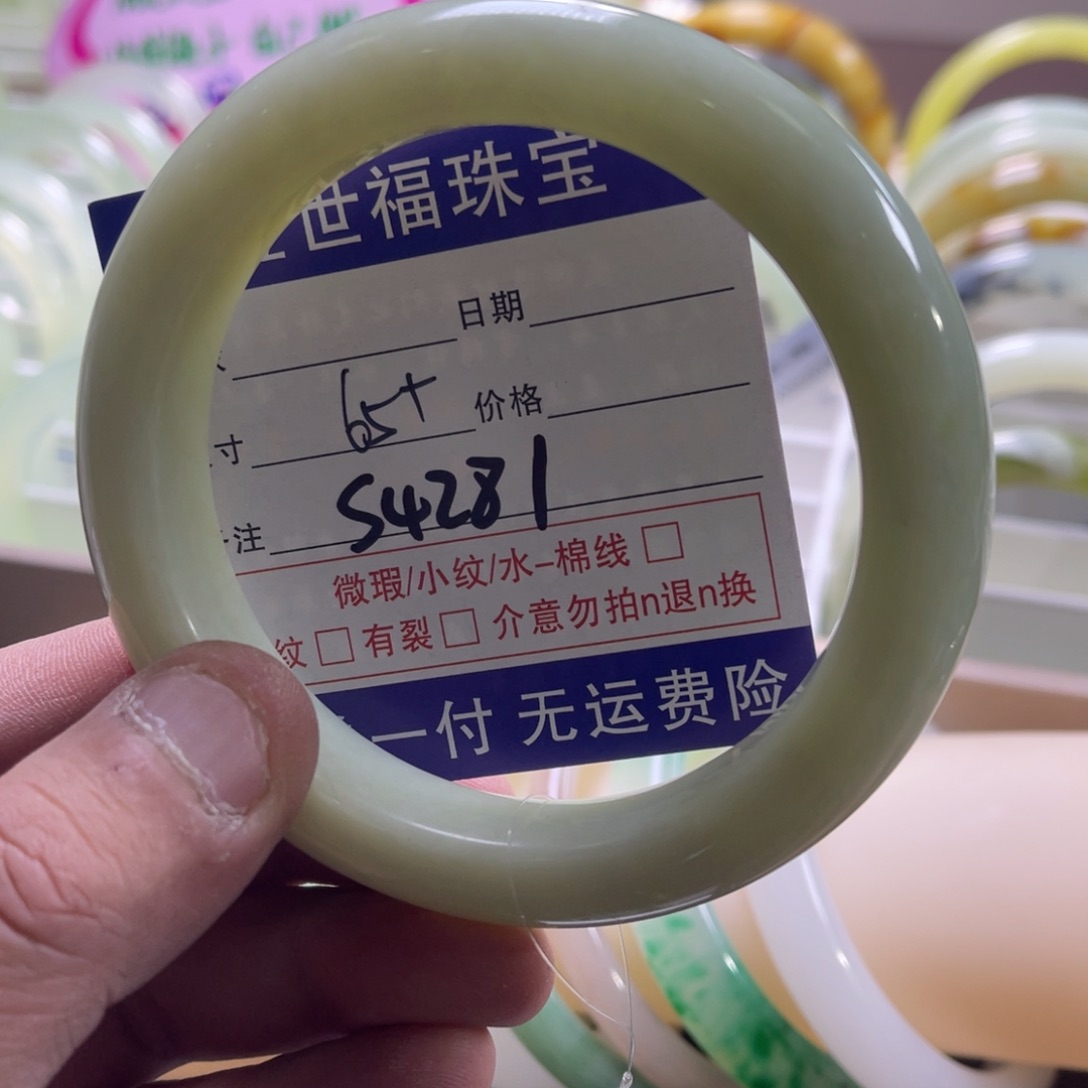 世福珠宝
日期
寸 65+ 价格
注 S4281
微瑕/小纹/水-棉线 □
纹 □ 有裂 □ 介意勿拍n退n换
一付 无运费险